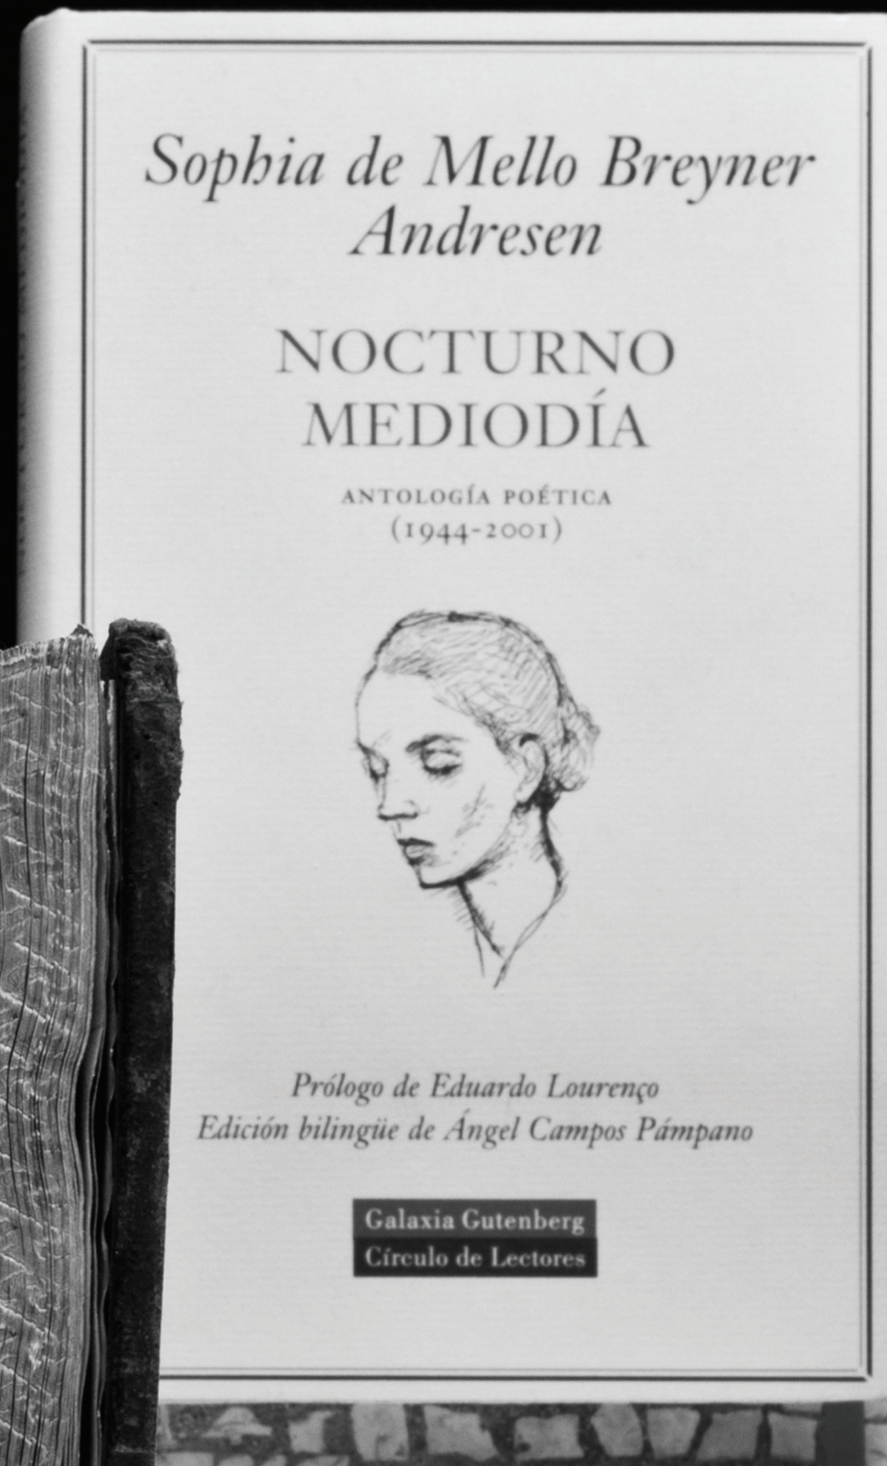 Sophia de Mello Breyner
Andresen
NOCTURNO
MEDIODÍA
ANTOLOGÍA POÉTICA
(1944-2001)
Prólogo de Eduardo Lourenço
Edición bilingüe de Ángel Campos Pámpano
Galaxia Gutenberg
Círculo de Lectores